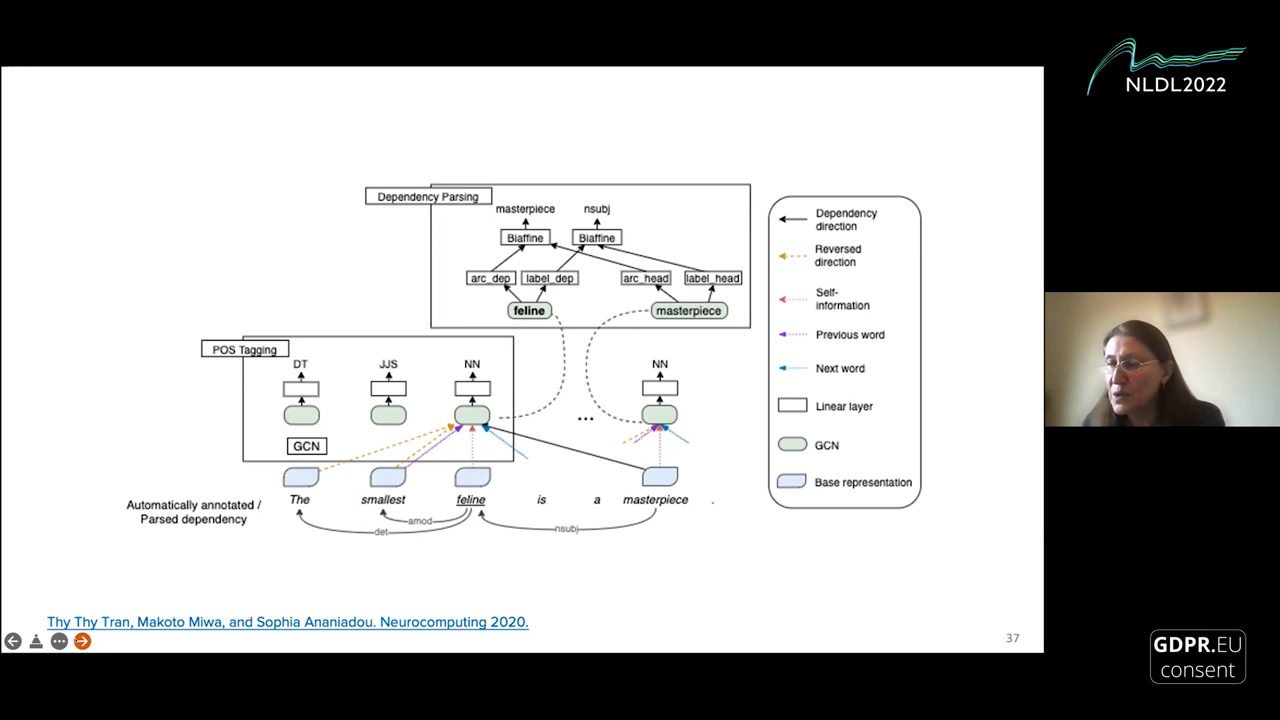 NLDL2022
Dependency Parsing
masterpiece nsubj
Biaffine Biaffine
arc_dep label_dep arc_head label_head
feline masterpiece
POS Tagging
DT JJS NN NN
...
GCN
Automatically annotated /
Parsed dependency
The smallest feline is a masterpiece .
amod
det
nsubj
Dependency
direction
Reversed
direction
Self-
information
Previous word
Next word
Linear layer
GCN
Base representation
Thy Thy Tran, Makoto Miwa, and Sophia Ananiadou. Neurocomputing 2020.
37
GDPR.EU
consent